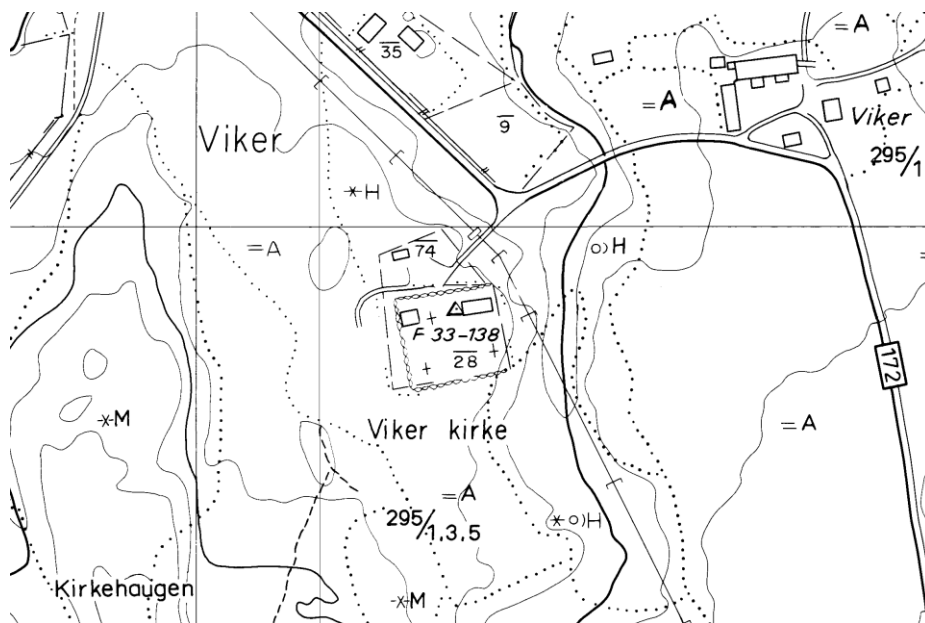 A
35
A
Viker
9
Viker
295/1
H
A
74
H
F 33-138
28
172
M
Viker kirke
A
A
295/1,3,5
H
Kirkehaugen
M